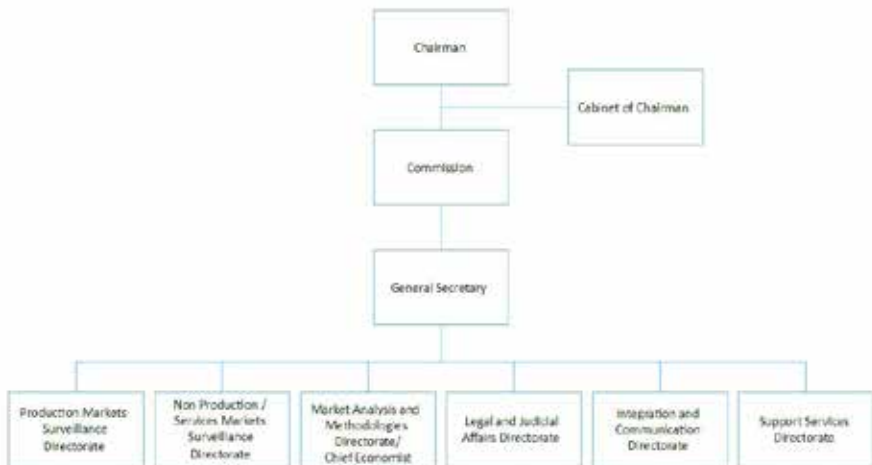 Chairman
Cabinet of Chairman
Commission
General Secretary
Production Markets
Surveillance
Directorate
Non Production /
Services Markets
Surveillance
Directorate
Market Analysis and
Methodologies
Directorate/
Chief Economist
Legal and Judicial
Affairs Directorate
Integration and
Communication
Directorate
Support Services
Directorate